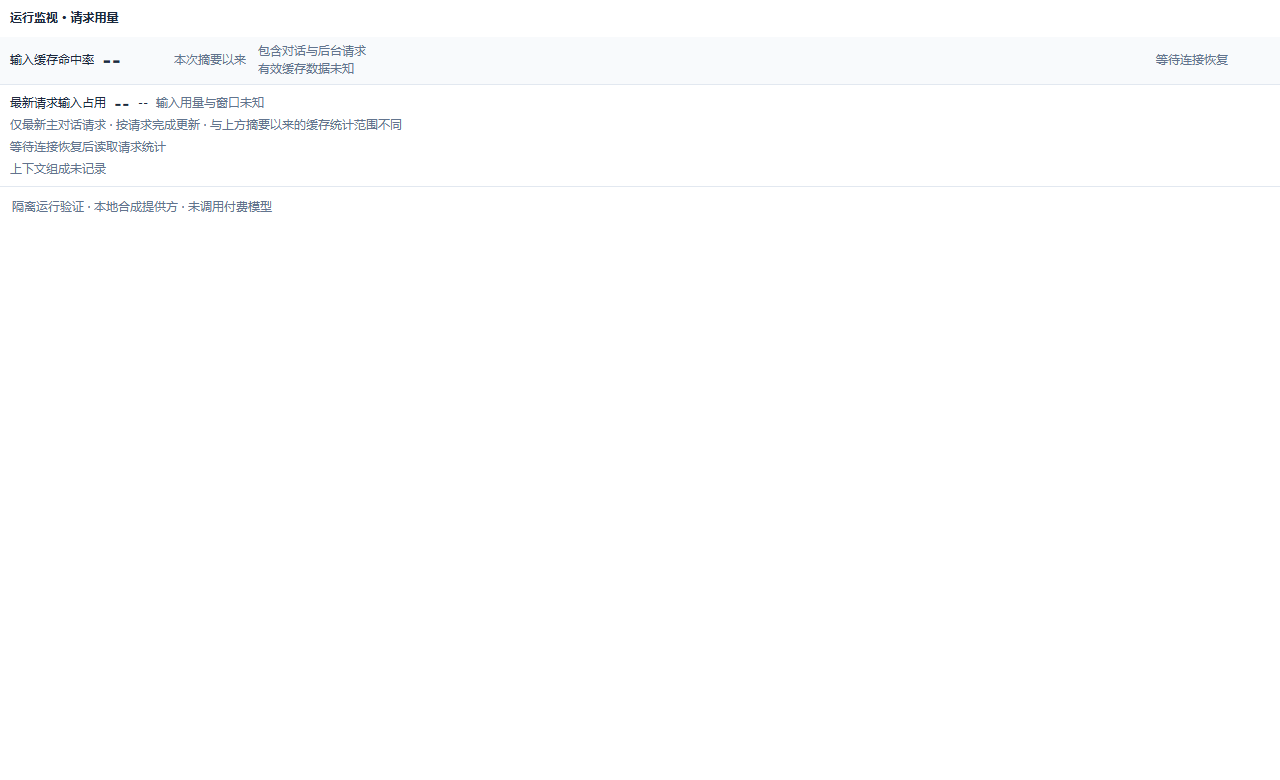 运行监视·请求用量
输入缓存命中率 -- 本次摘要以来 包含对话与后台请求 等待连接恢复
有效缓存数据未知
最新请求输入占用 -- -- 输入用量与窗口未知
仅最新主对话请求 · 按请求完成更新 · 与上方摘要以来的缓存统计范围不同
等待连接恢复后读取请求统计
上下文组成未记录
隔离运行验证 · 本地合成提供方 · 未调用付费模型